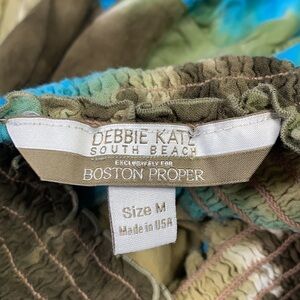 DEBBIE KATZ
SOUTH BEACH
EXCLUSIVELY FOR
BOSTON PROPER
Size M
Made in USA